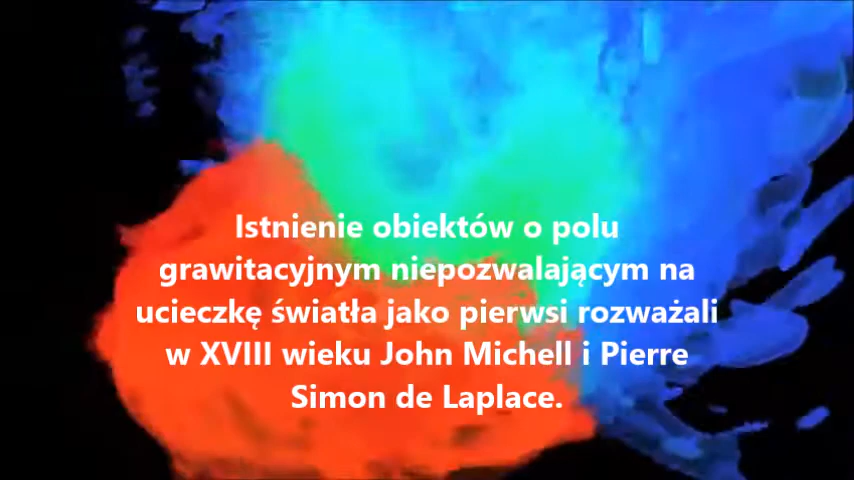 Istnienie obiektów o polu
grawitacyjnym niepozwalającym na
ucieczkę światła jako pierwsi rozważali
w XVIII wieku John Michell i Pierre
Simon de Laplace.